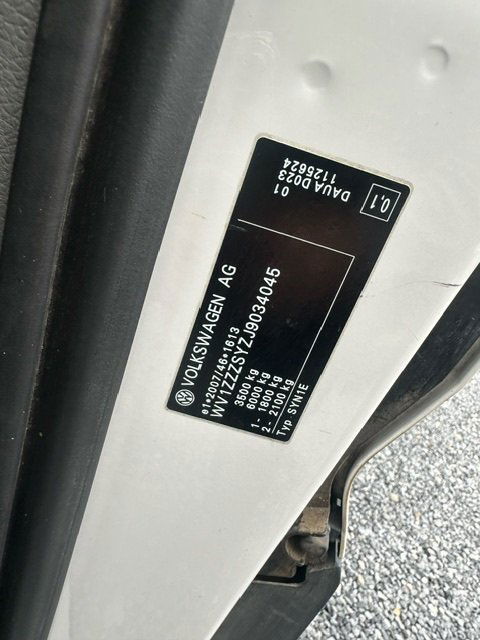 VOLKSWAGEN AG
e1*2007/46*1613
WV1ZZZSYZJ9034045
3500 kg
6000 kg
1- 1800 kg
2- 2100 kg
Typ SYN1E
01
DAUA D023
1125624
0,1